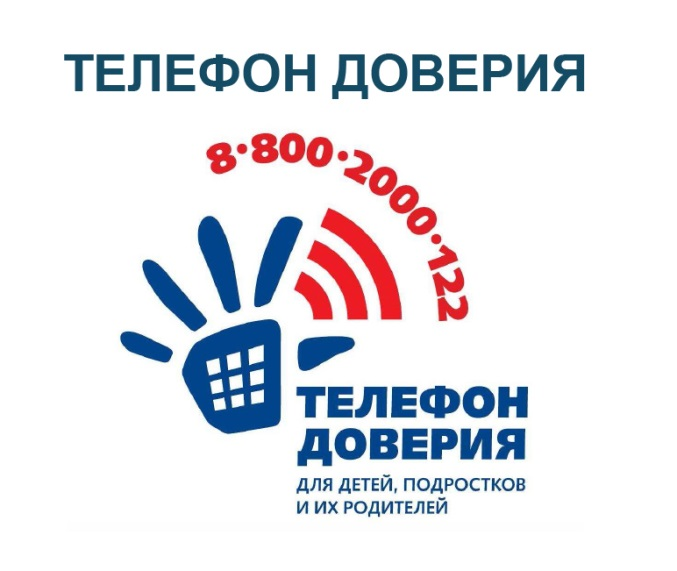 ТЕЛЕФОН ДОВЕРИЯ
8·800·2000·122
ТЕЛЕФОН
ДОВЕРИЯ
ДЛЯ ДЕТЕЙ, ПОДРОСТКОВ
И ИХ РОДИТЕЛЕЙ